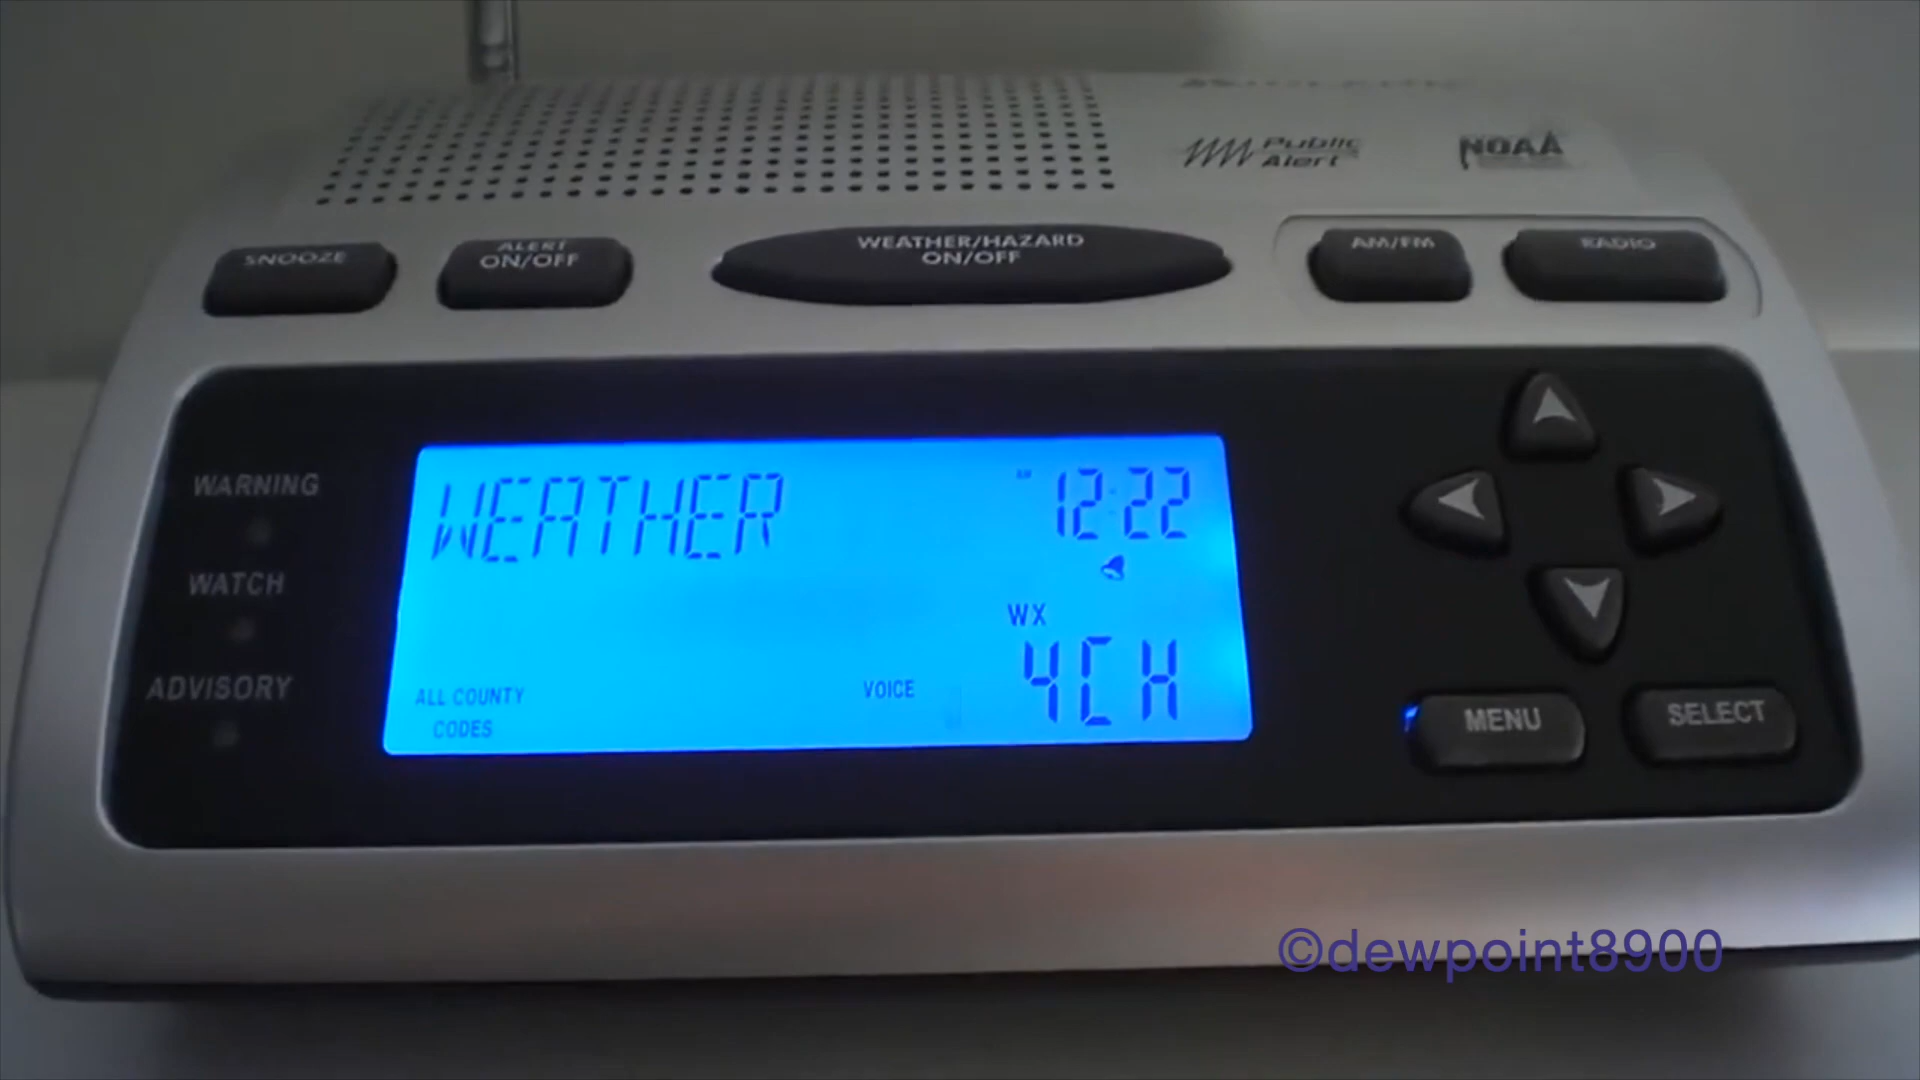 Public
Alert
NOAA
SNOOZE
ALERT
ON/OFF
WEATHER/HAZARD
ON/OFF
AM/FM
RADIO
WARNING
WATCH
ADVISORY
WEATHER
AM
12:22
WX
4CH
ALL COUNTY
CODES
VOICE
MENU
SELECT
©dewpoint8900